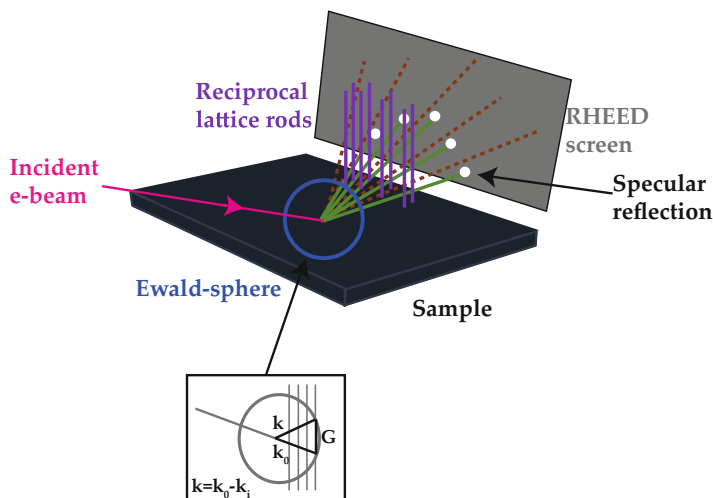 Reciprocal
lattice rods
RHEED
screen
Incident
e-beam
Specular
reflection
Ewald-sphere
Sample
k
k₀
G
k=k₀-kᵢ